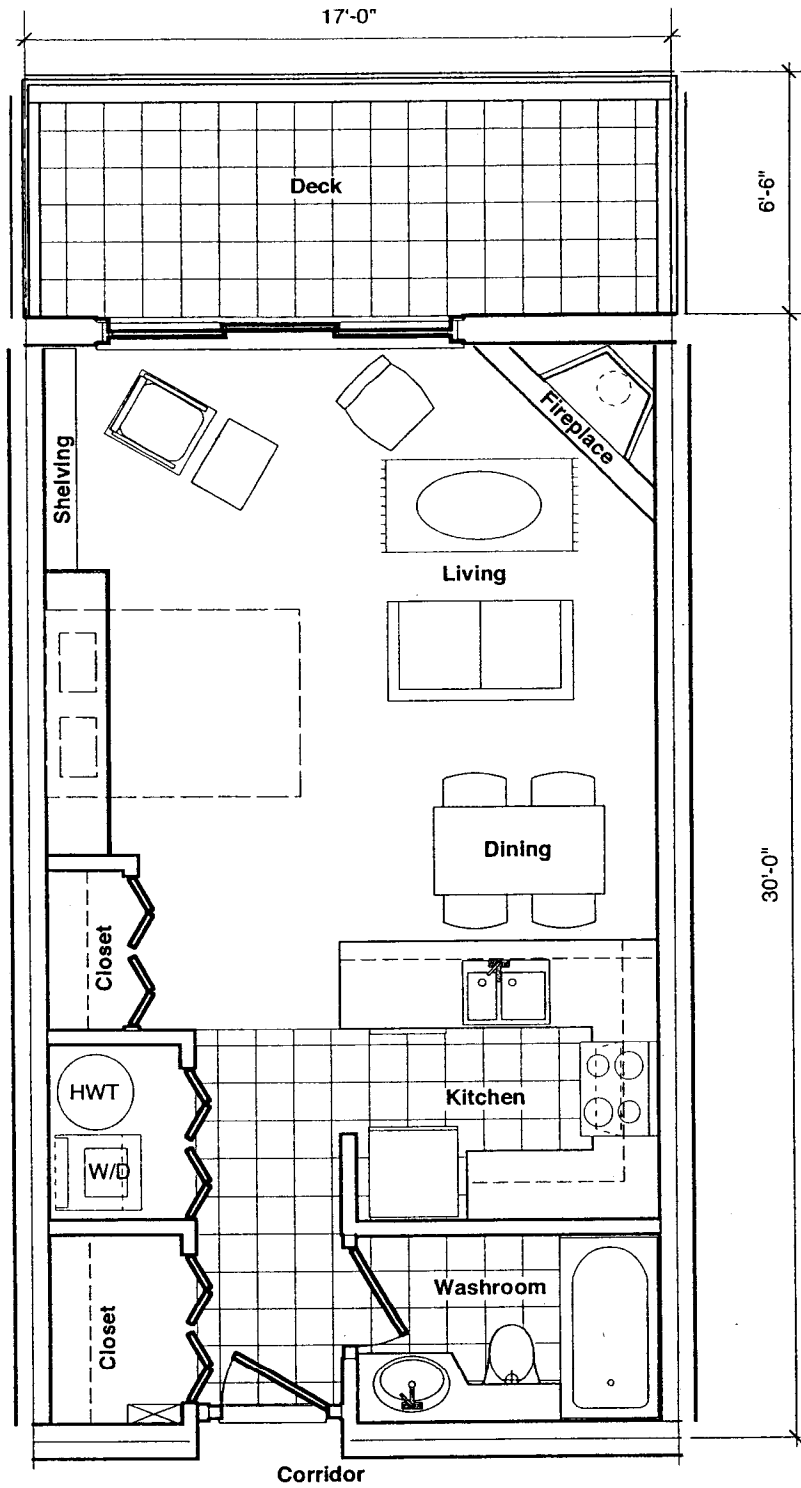 17'-0"
Deck
6'-6"
Fireplace
Shelving
Living
Dining
30'-0"
Closet
HWT
Kitchen
W/D
Washroom
Closet
Corridor